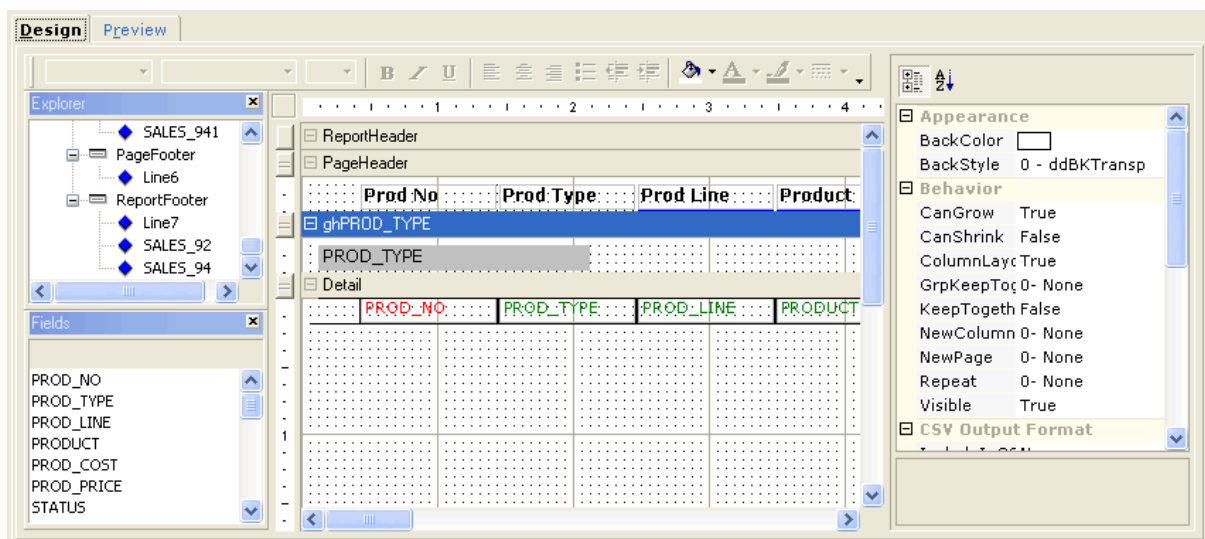 Design Preview
B I U A
Explorer
SALES_941
PageFooter
Line6
ReportFooter
Line7
SALES_92
SALES_94
Fields
PROD_NO
PROD_TYPE
PROD_LINE
PRODUCT
PROD_COST
PROD_PRICE
STATUS
1 2 3 4
ReportHeader
PageHeader
Prod No Prod Type Prod Line Product
ghPROD_TYPE
PROD_TYPE
Detail
PROD_NO PROD_TYPE PROD_LINE PRODUCT
1
A Z
Appearance
BackColor
BackStyle 0 - ddBKTransp
Behavior
CanGrow True
CanShrink False
ColumnLayc True
GrpKeepTog 0- None
KeepTogeth False
NewColumn 0- None
NewPage 0- None
Repeat 0- None
Visible True
CSV Output Format